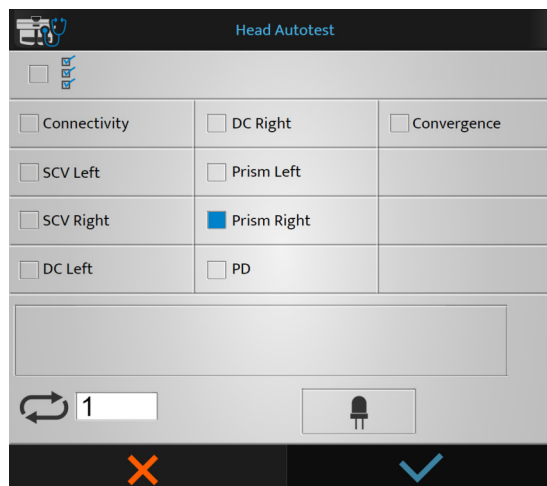 Head Autotest
Connectivity
DC Right
Convergence
SCV Left
Prism Left
SCV Right
Prism Right
DC Left
PD
1